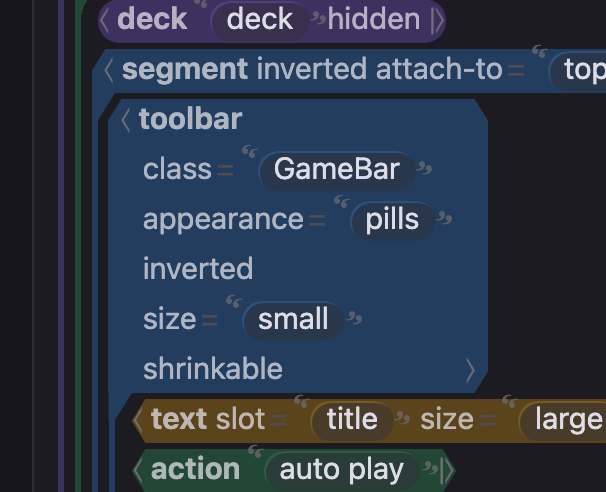 〈deck “deck” hidden |〉
〈segment inverted attach-to=“top
〈toolbar
class=“GameBar”
appearance=“pills”
inverted
size=“small”
shrinkable 〉
〈text slot=“title” size=“large
〈action “auto play”|〉